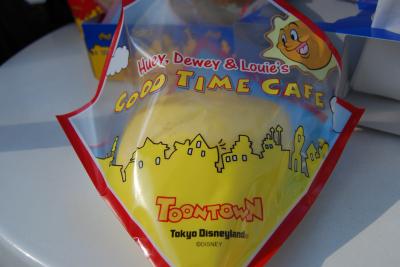 Huey, Dewey & Louie's
GOOD TIME CAFE
TOONTOWN
Tokyo Disneyland®
©DISNEY